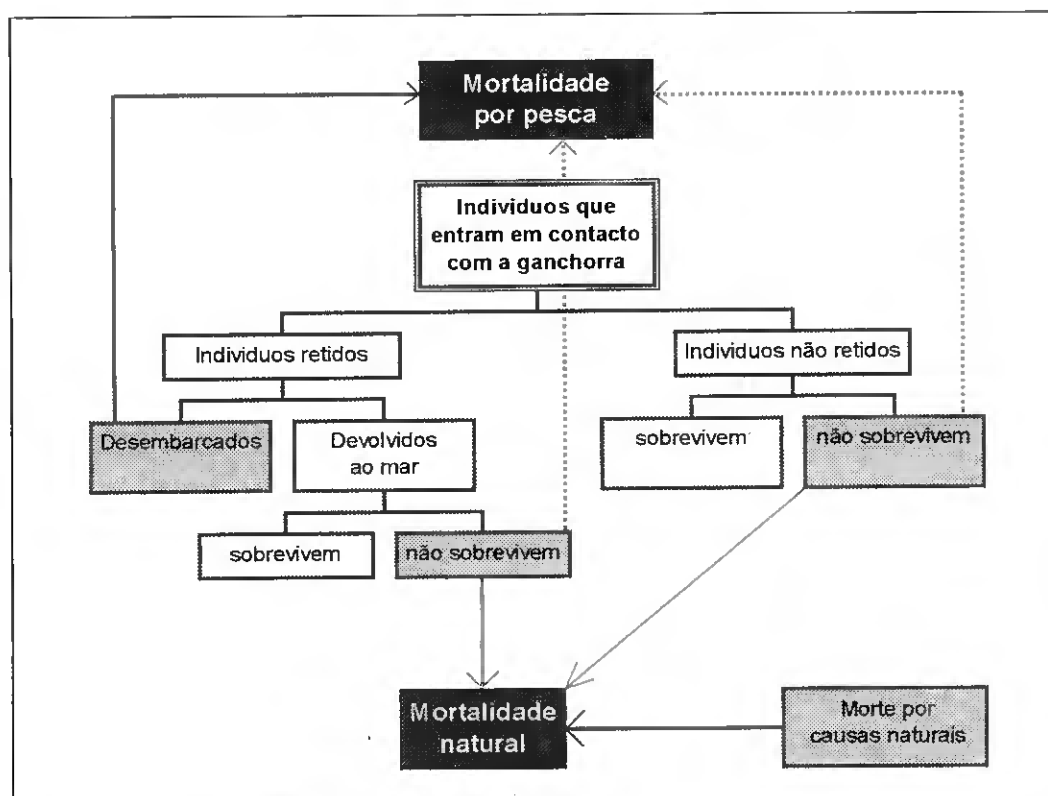 Mortalidade
por pesca
Individuos que
entram em contacto
com a ganchorra
Individuos retidos
Individuos não retidos
Desembarcados
Devolvidos
ao mar
sobrevivem
não sobrevivem
sobrevivem
não sobrevivem
Mortalidade
natural
Morte por
causas naturais